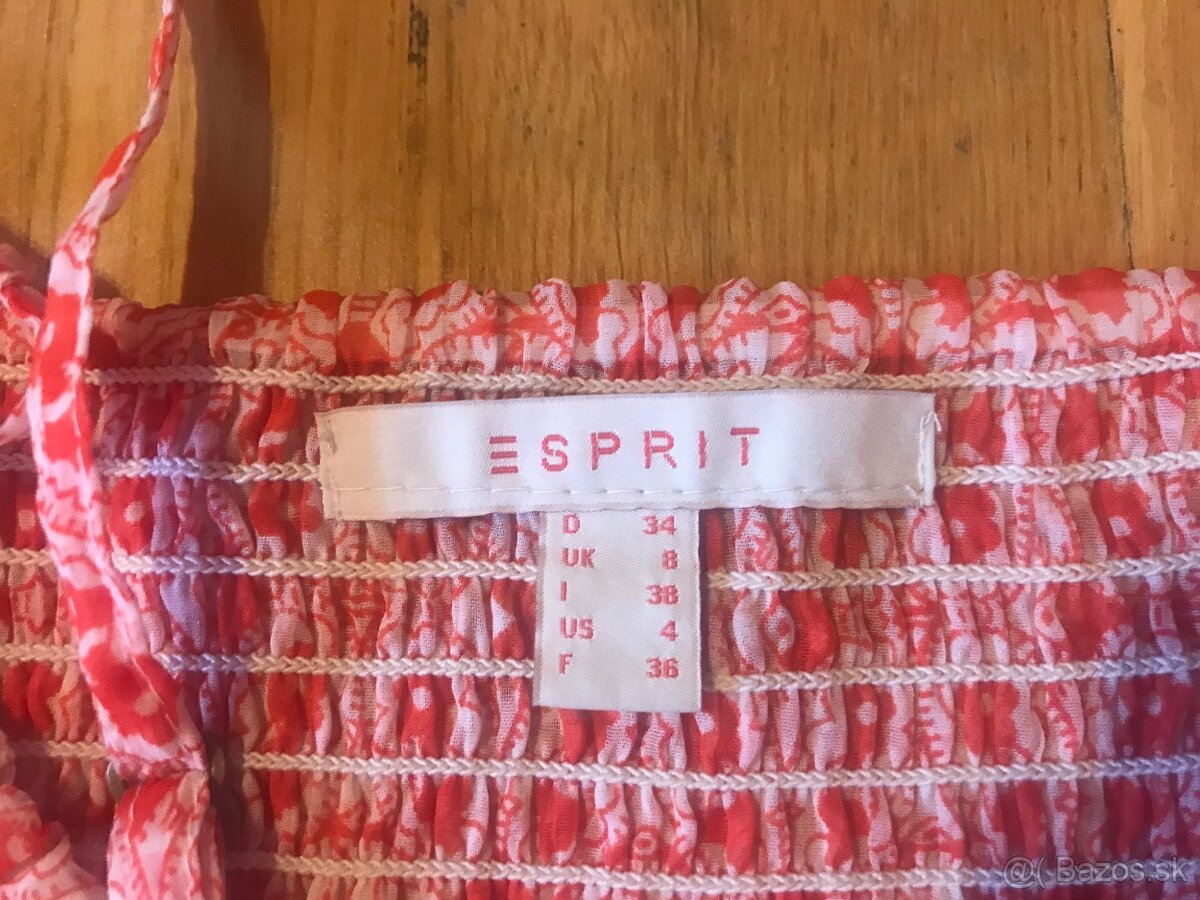 ESPRIT
D 34
UK 8
I 38
US 4
F 36
@( Bazos.sk